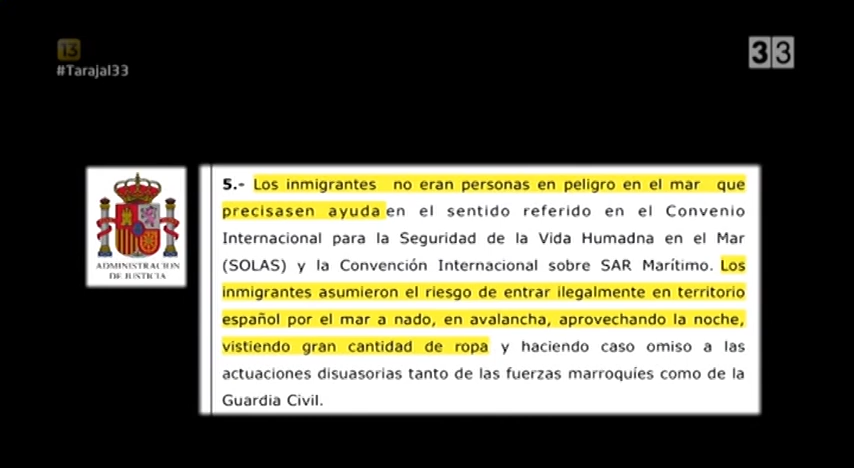 13
#Tarajal33
33
ADMINISTRACION
DE JUSTICIA
5.- Los inmigrantes no eran personas en peligro en el mar que
precisasen ayuda en el sentido referido en el Convenio
Internacional para la Seguridad de la Vida Humadna en el Mar
(SOLAS) y la Convención Internacional sobre SAR Marítimo. Los
inmigrantes asumieron el riesgo de entrar ilegalmente en territorio
español por el mar a nado, en avalancha, aprovechando la noche,
vistiendo gran cantidad de ropa y haciendo caso omiso a las
actuaciones disuasorias tanto de las fuerzas marroquíes como de la
Guardia Civil.